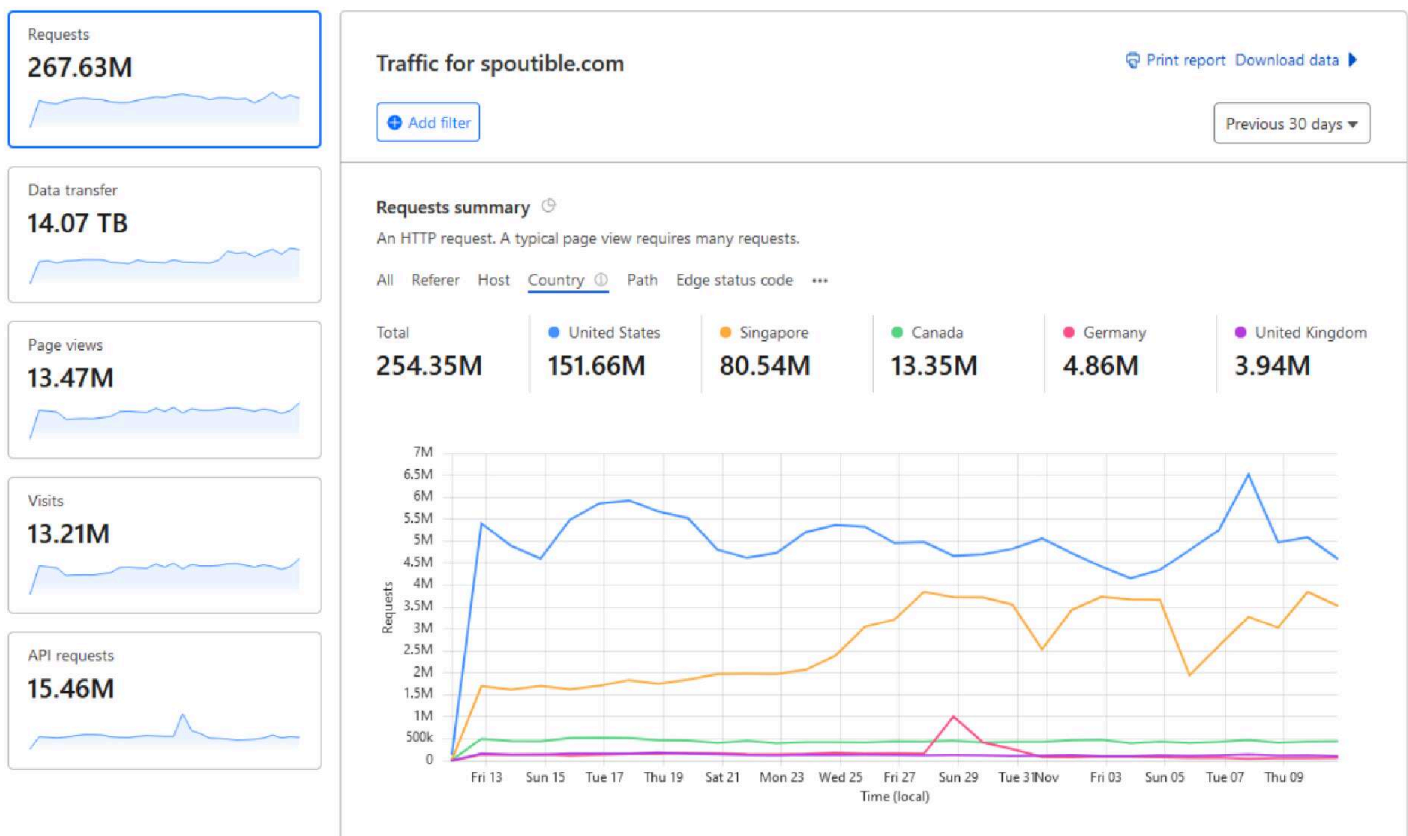 Requests
267.63M
Data transfer
14.07 TB
Page views
13.47M
Visits
13.21M
API requests
15.46M
Traffic for spoutible.com
Print report Download data
Add filter
Previous 30 days
Requests summary
An HTTP request. A typical page view requires many requests.
All Referer Host Country Path Edge status code ...
Total United States Singapore Canada Germany United Kingdom
254.35M 151.66M 80.54M 13.35M 4.86M 3.94M
7M
6.5M
6M
5.5M
5M
4.5M
4M
3.5M
3M
2.5M
2M
1.5M
1M
500k
0
Requests
Fri 13 Sun 15 Tue 17 Thu 19 Sat 21 Mon 23 Wed 25 Fri 27 Sun 29 Tue 31 Nov Fri 03 Sun 05 Tue 07 Thu 09
Time (local)